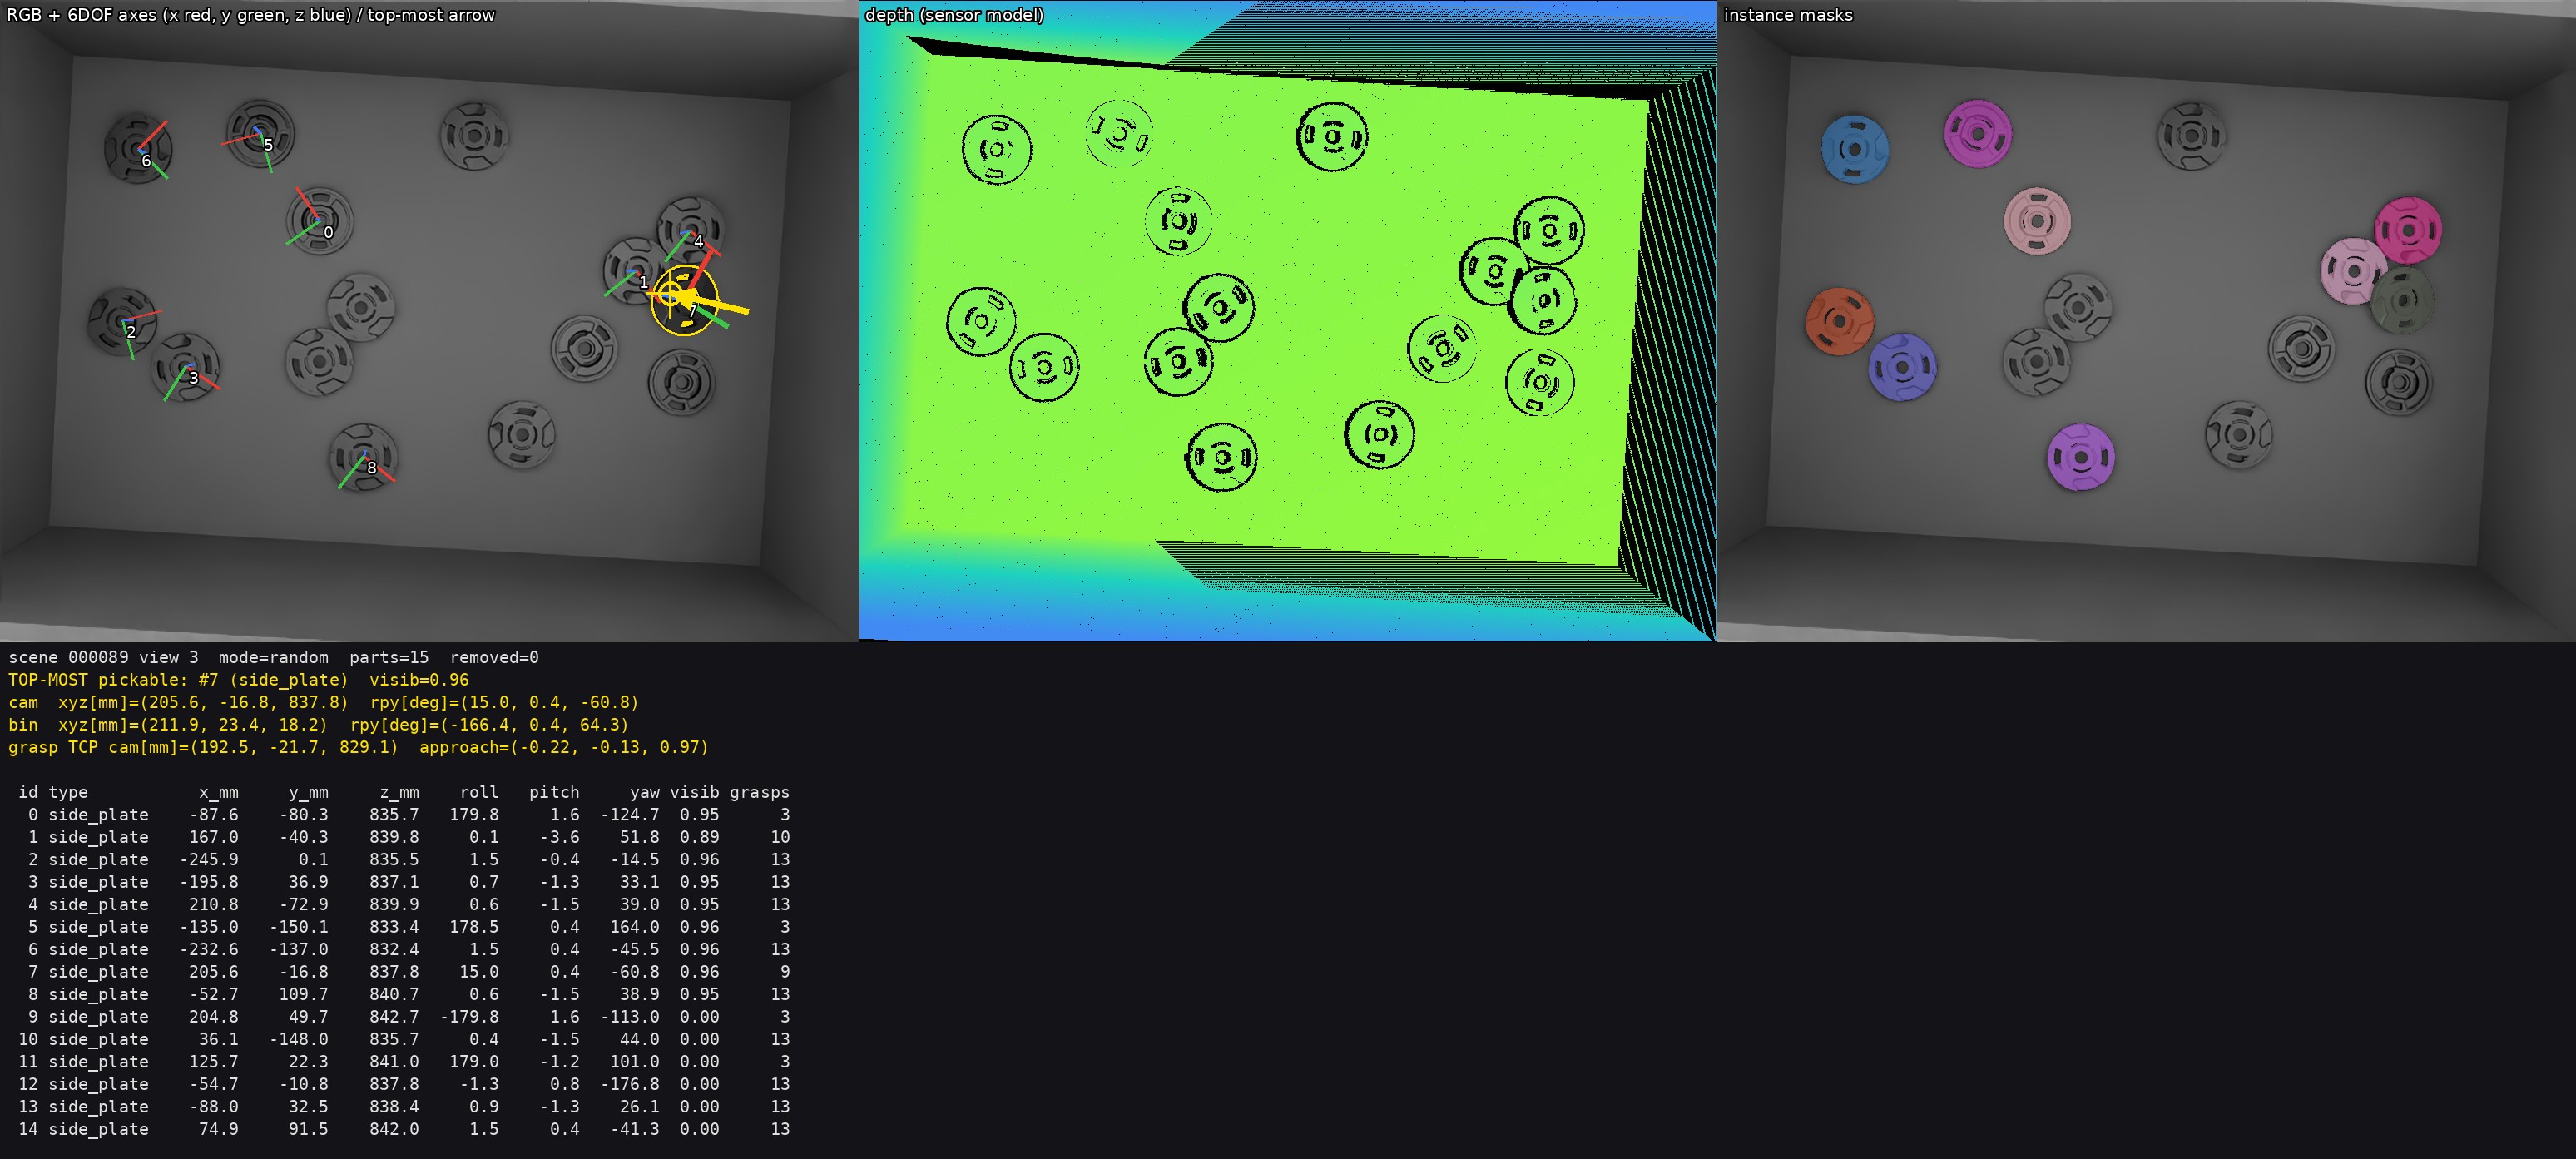 RGB + 6DOF axes (x red, y green, z blue) / top-most arrow
depth (sensor model)
instance masks
6
5
0
4
1
7
2
3
8
scene 000089 view 3  mode=random  parts=15  removed=0
TOP-MOST pickable: #7 (side_plate)  visib=0.96
cam  xyz[mm]=(205.6, -16.8, 837.8)  rpy[deg]=(15.0, 0.4, -60.8)
bin  xyz[mm]=(211.9, 23.4, 18.2)  rpy[deg]=(-166.4, 0.4, 64.3)
grasp TCP cam[mm]=(192.5, -21.7, 829.1)  approach=(-0.22, -0.13, 0.97)
id type x_mm y_mm z_mm roll pitch yaw visib grasps
0 side_plate -87.6 -80.3 835.7 179.8 1.6 -124.7 0.95 3
1 side_plate 167.0 -40.3 839.8 0.1 -3.6 51.8 0.89 10
2 side_plate -245.9 0.1 835.5 1.5 -0.4 -14.5 0.96 13
3 side_plate -195.8 36.9 837.1 0.7 -1.3 33.1 0.95 13
4 side_plate 210.8 -72.9 839.9 0.6 -1.5 39.0 0.95 13
5 side_plate -135.0 -150.1 833.4 178.5 0.4 164.0 0.96 3
6 side_plate -232.6 -137.0 832.4 1.5 0.4 -45.5 0.96 13
7 side_plate 205.6 -16.8 837.8 15.0 0.4 -60.8 0.96 9
8 side_plate -52.7 109.7 840.7 0.6 -1.5 38.9 0.95 13
9 side_plate 204.8 49.7 842.7 -179.8 1.6 -113.0 0.00 3
10 side_plate 36.1 -148.0 835.7 0.4 -1.5 44.0 0.00 13
11 side_plate 125.7 22.3 841.0 179.0 -1.2 101.0 0.00 3
12 side_plate -54.7 -10.8 837.8 -1.3 0.8 -176.8 0.00 13
13 side_plate -88.0 32.5 838.4 0.9 -1.3 26.1 0.00 13
14 side_plate 74.9 91.5 842.0 1.5 0.4 -41.3 0.00 13